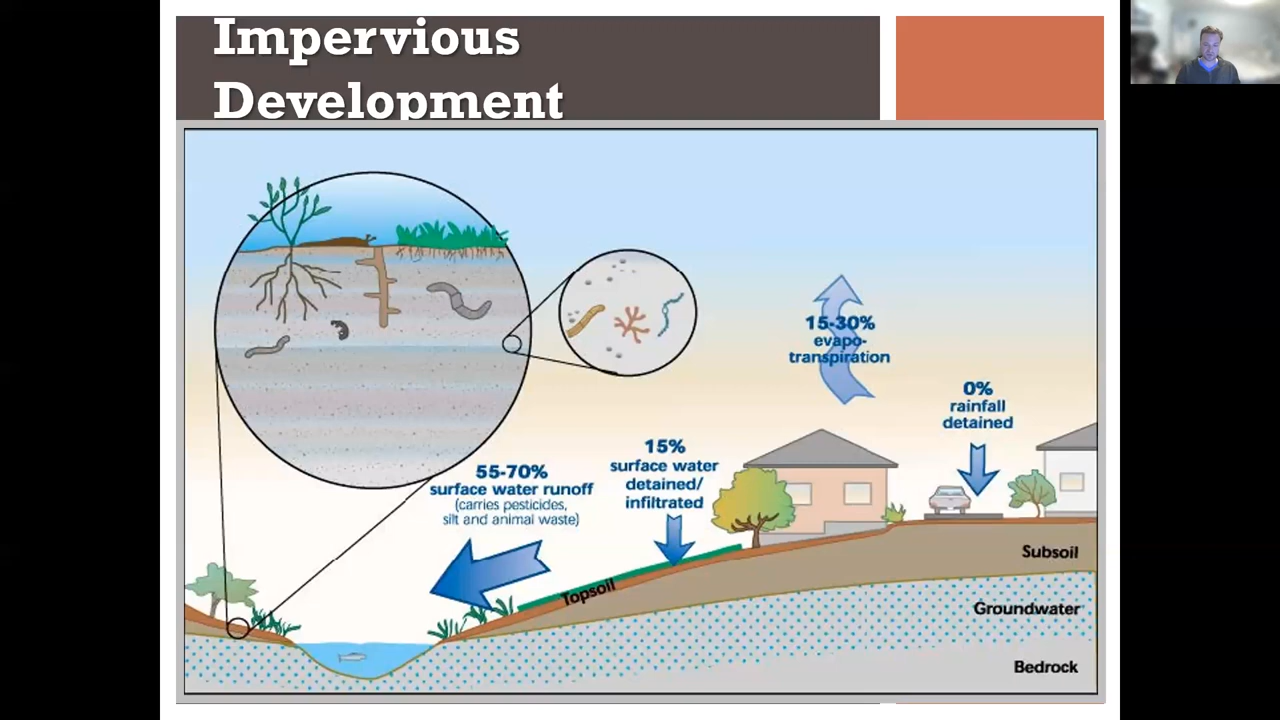 Impervious
Development
15-30%
evapo-
transpiration
0%
rainfall
detained
15%
surface water
detained/
infiltrated
55-70%
surface water runoff
(carries pesticides,
silt and animal waste)
Topsoil
Subsoil
Groundwater
Bedrock